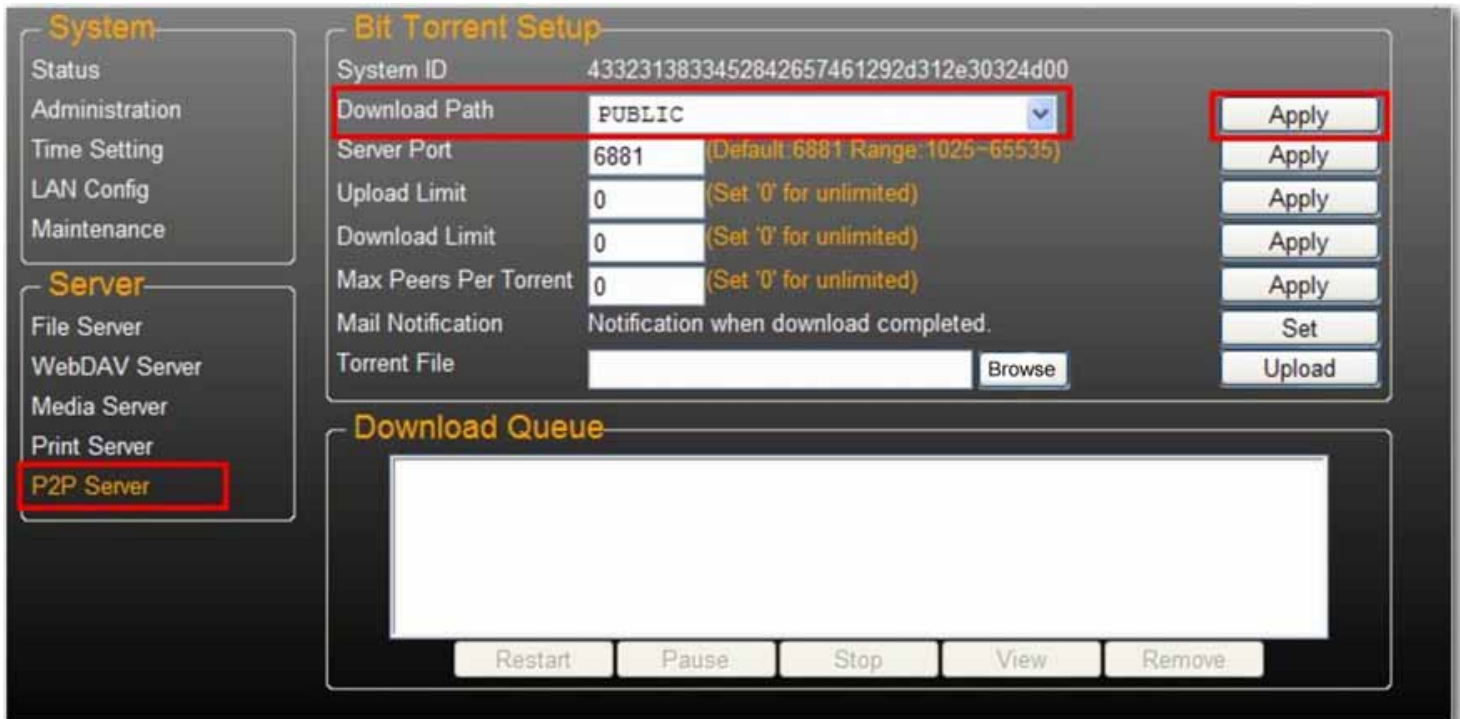 System
Status
Administration
Time Setting
LAN Config
Maintenance
Server
File Server
WebDAV Server
Media Server
Print Server
P2P Server
Bit Torrent Setup
System ID 4332313833452842657461292d312e30324d00
Download Path PUBLIC Apply
Server Port 6881 (Default:6881 Range:1025~65535) Apply
Upload Limit 0 (Set '0' for unlimited) Apply
Download Limit 0 (Set '0' for unlimited) Apply
Max Peers Per Torrent 0 (Set '0' for unlimited) Apply
Mail Notification Notification when download completed. Set
Torrent File Browse Upload
Download Queue
Restart Pause Stop View Remove